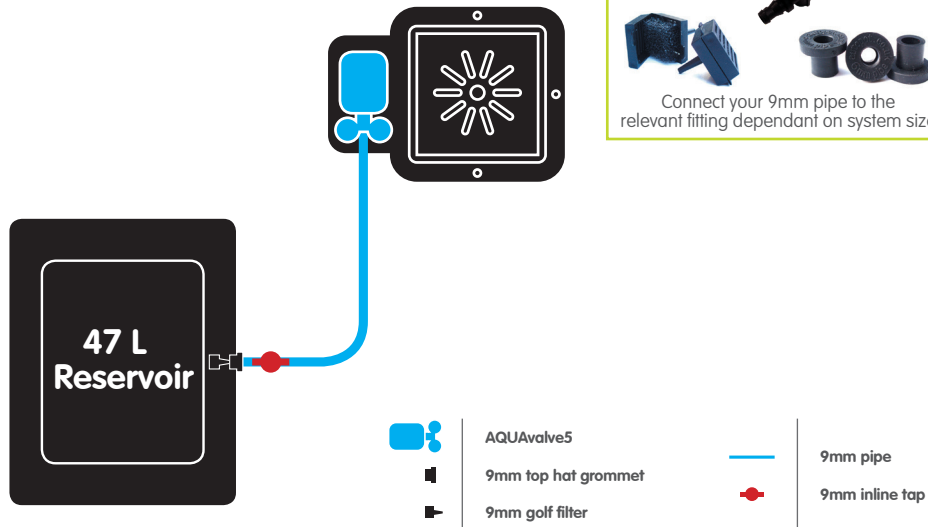 Connect your 9mm pipe to the
relevant fitting dependant on system size
47 L
Reservoir
AQUAvalve5
9mm top hat grommet
9mm golf filter
9mm pipe
9mm inline tap